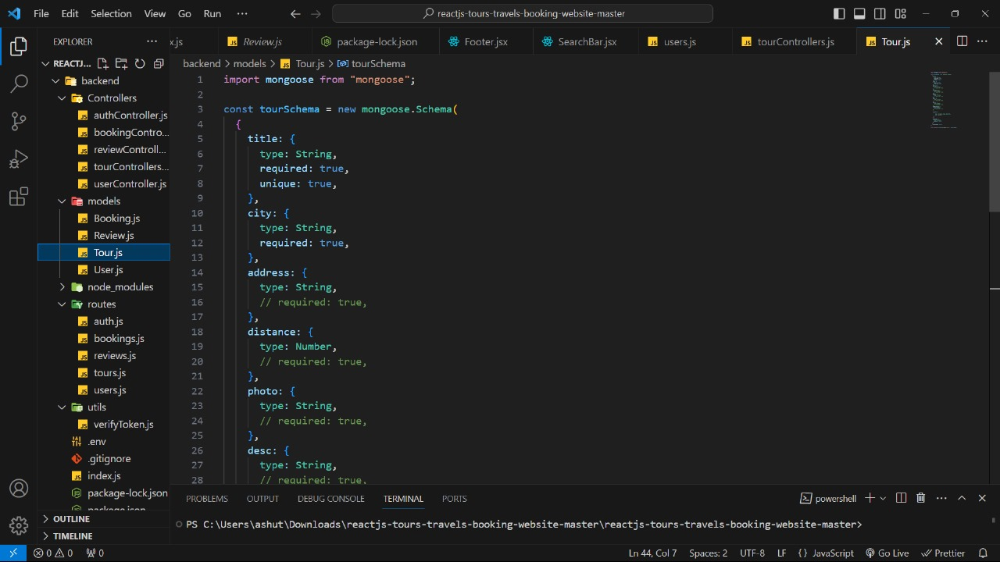 File Edit Selection View Go Run ··· reactjs-tours-travels-booking-website-master
EXPLORER ···
x.js Review.js package-lock.json Footer.jsx SearchBar.jsx users.js tourControllers.js Tour.js
backend > models > Tour.js > tourSchema
REACTJ...
backend
Controllers
authController.js
bookingContro...
reviewControll...
tourControllers...
userController.js
models
Booking.js
Review.js
Tour.js
User.js
node_modules
routes
auth.js
bookings.js
reviews.js
tours.js
users.js
utils
verifyToken.js
.env
.gitignore
index.js
package-lock.json
package.json
OUTLINE
TIMELINE
1 import mongoose from "mongoose";
2
3 const tourSchema = new mongoose.Schema(
4 {
5 title: {
6 type: String,
7 required: true,
8 unique: true,
9 },
10 city: {
11 type: String,
12 required: true,
13 },
14 address: {
15 type: String,
16 // required: true,
17 },
18 distance: {
19 type: Number,
20 // required: true,
21 },
22 photo: {
23 type: String,
24 // required: true,
25 },
26 desc: {
27 type: String,
28 // required: true,
PROBLEMS OUTPUT DEBUG CONSOLE TERMINAL PORTS powershell
PS C:\Users\ashut\Downloads\reactjs-tours-travels-booking-website-master\reactjs-tours-travels-booking-website-master>
0 0 0 Ln 44, Col 7 Spaces: 2 UTF-8 LF {} JavaScript Go Live Prettier